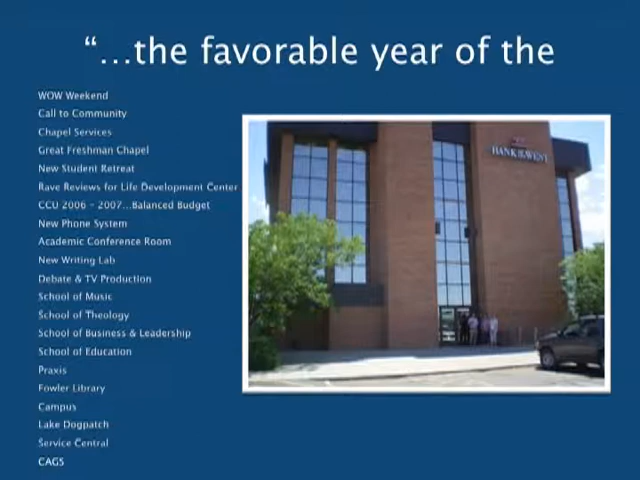 “...the favorable year of the
WOW Weekend
Call to Community
Chapel Services
Great Freshman Chapel
New Student Retreat
Rave Reviews for Life Development Center
CCU 2006 - 2007...Balanced Budget
New Phone System
Academic Conference Room
New Writing Lab
Debate & TV Production
School of Music
School of Theology
School of Business & Leadership
School of Education
Praxis
Fowler Library
Campus
Lake Dogpatch
Service Central
CAGS
BANK OF THE WEST